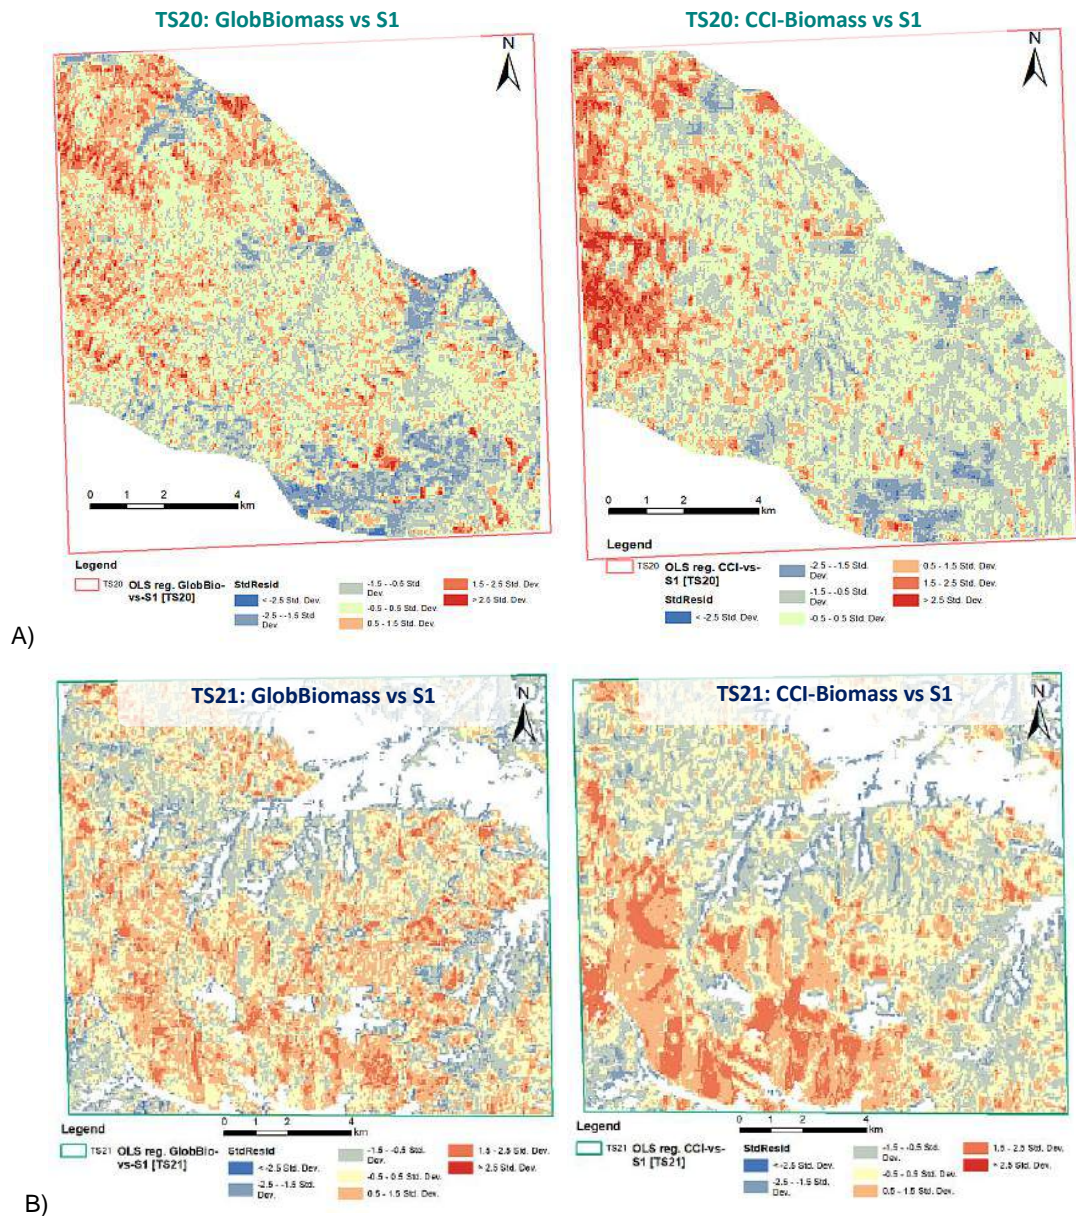 TS20: GlobBiomass vs S1
TS20: CCI-Biomass vs S1
N
N
0 1 2 4
km
0 1 2 4
km
Legend
TS20 OLS reg. GlobBio-
vs-S1 [TS20]
StdResid
< -2.5 Std. Dev.
-2.5 - -1.5 Std.
Dev.
-1.5 - -0.5 Std.
Dev.
-0.5 - 0.5 Std. Dev.
0.5 - 1.5 Std. Dev.
1.5 - 2.5 Std. Dev.
> 2.5 Std. Dev.
Legend
TS20 OLS reg. CCI-vs-
S1 [TS20]
StdResid
< -2.5 Std. Dev.
-2.5 - -1.5 Std.
Dev.
-1.5 - -0.5 Std.
Dev.
-0.5 - 0.5 Std. Dev.
0.5 - 1.5 Std. Dev.
1.5 - 2.5 Std. Dev.
> 2.5 Std. Dev.
A)
TS21: GlobBiomass vs S1
TS21: CCI-Biomass vs S1
N
N
0 1 2 4
km
0 1 2 4
km
Legend
TS21 OLS reg. GlobBio-
vs-S1 [TS21]
StdResid
< -2.5 Std. Dev.
-2.5 - -1.5 Std.
Dev.
-1.5 - -0.5 Std.
Dev.
-0.5 - 0.5 Std. Dev.
0.5 - 1.5 Std. Dev.
1.5 - 2.5 Std. Dev.
> 2.5 Std. Dev.
Legend
TS21 OLS reg. CCI-vs-
S1 [TS21]
StdResid
< -2.5 Std. Dev.
-2.5 - -1.5 Std.
Dev.
-1.5 - -0.5 Std.
Dev.
-0.5 - 0.5 Std. Dev.
0.5 - 1.5 Std. Dev.
1.5 - 2.5 Std. Dev.
> 2.5 Std. Dev.
B)